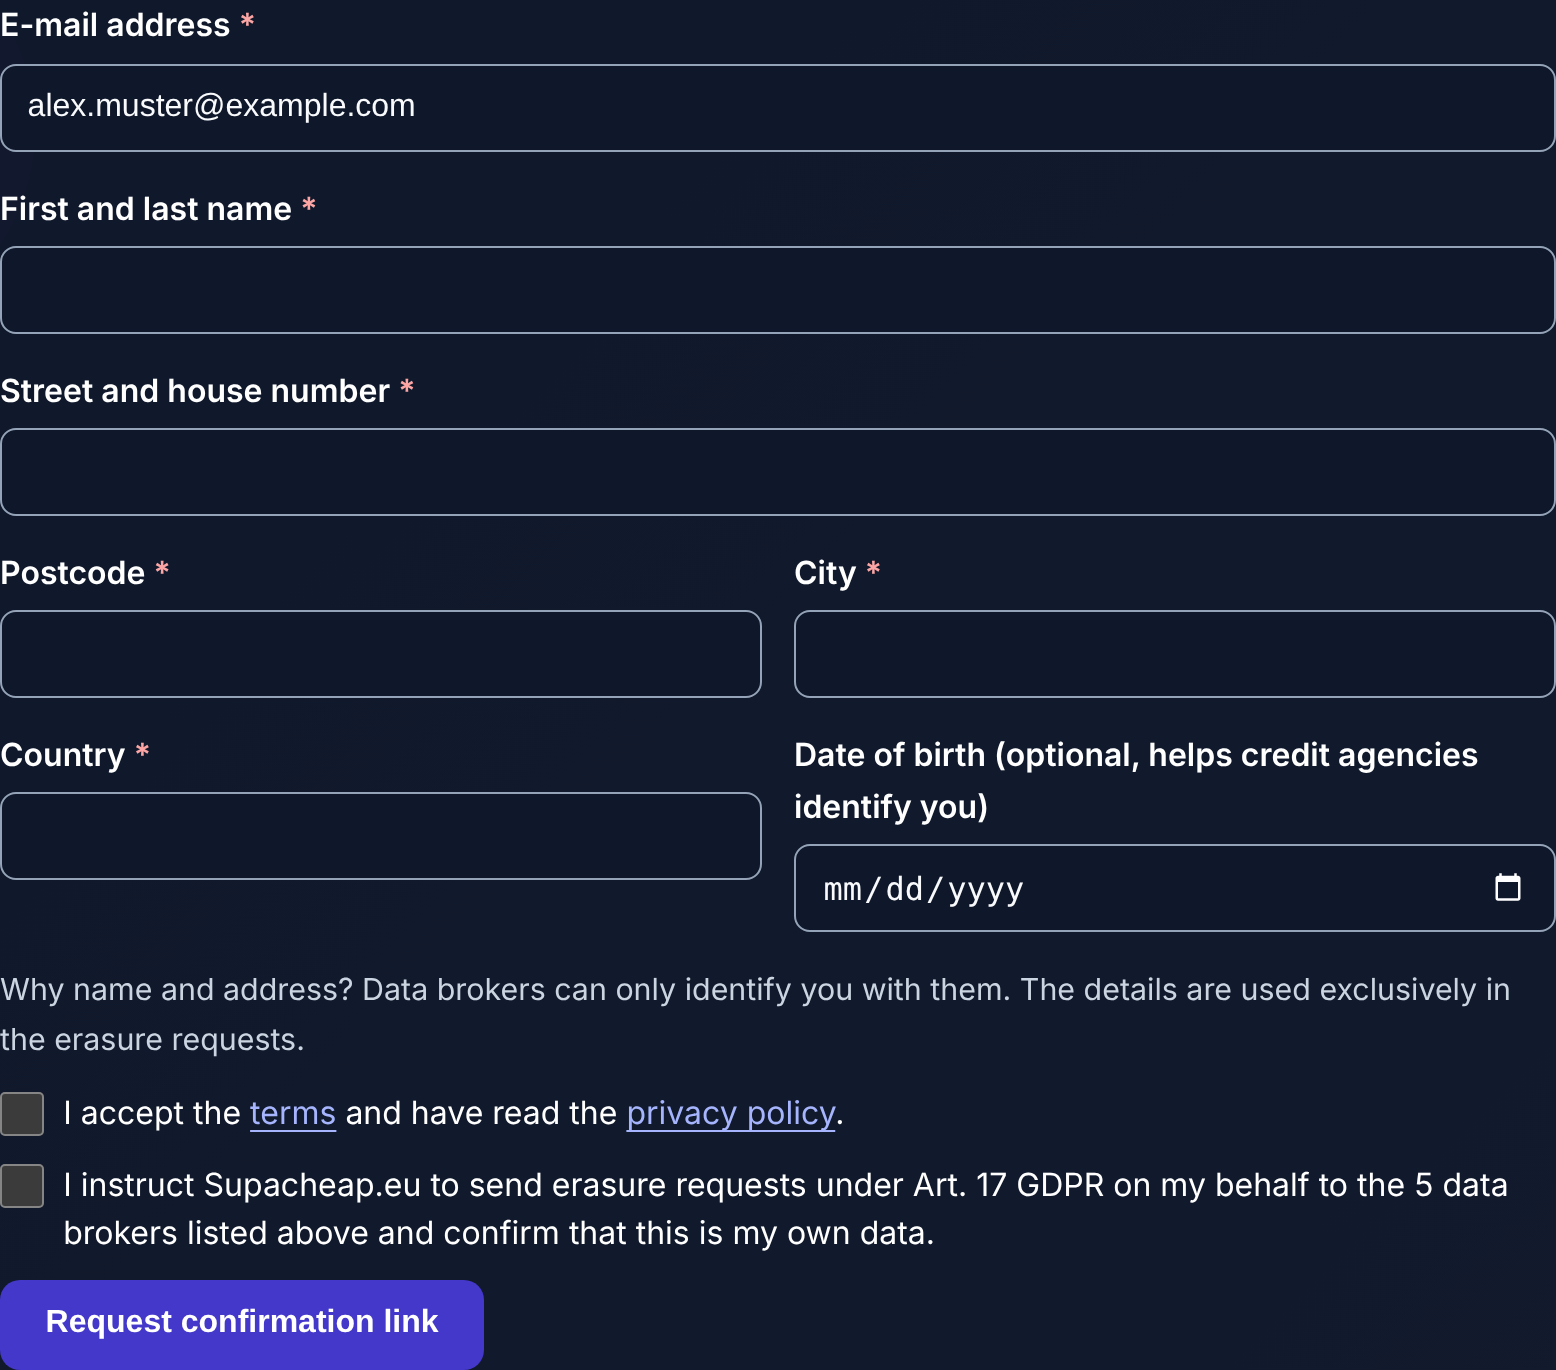 E-mail address *
alex.muster@example.com
First and last name *
Street and house number *
Postcode *
City *
Country *
Date of birth (optional, helps credit agencies
identify you)
mm/dd/yyyy
Why name and address? Data brokers can only identify you with them. The details are used exclusively in
the erasure requests.
I accept the terms and have read the privacy policy.
I instruct Supacheap.eu to send erasure requests under Art. 17 GDPR on my behalf to the 5 data
brokers listed above and confirm that this is my own data.
Request confirmation link